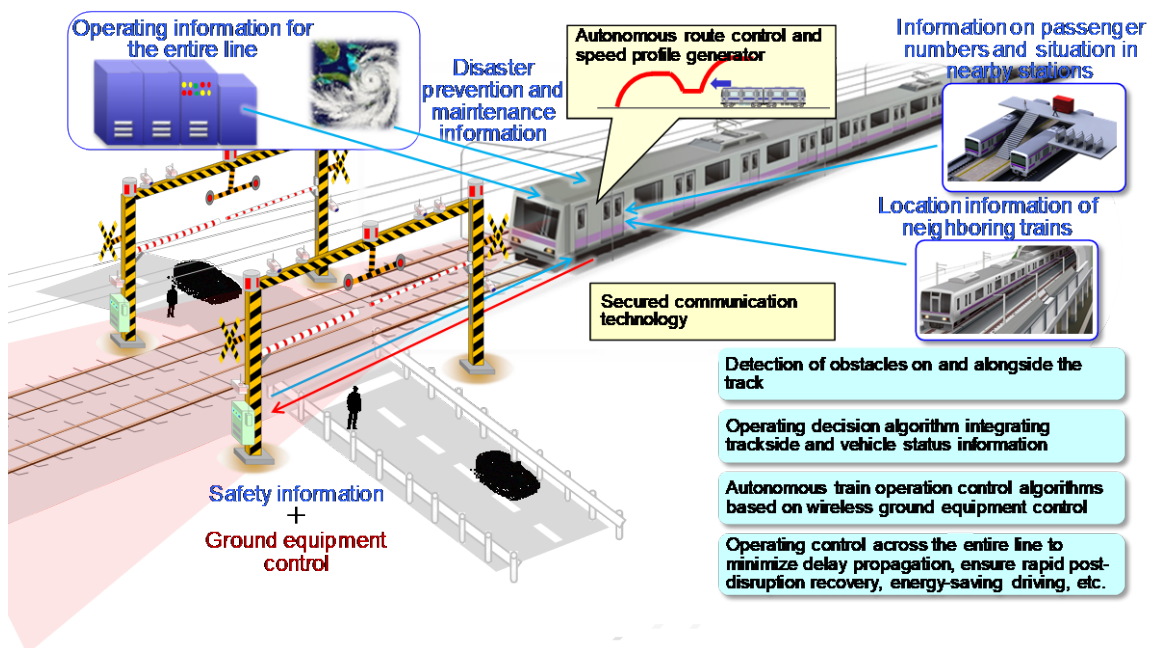 Operating information for
the entire line
Disaster
prevention and
maintenance
information
Autonomous route control and
speed profile generator
Information on passenger
numbers and situation in
nearby stations
Location information of
neighboring trains
Secured communication
technology
Detection of obstacles on and alongside the
track
Operating decision algorithm integrating
trackside and vehicle status information
Autonomous train operation control algorithms
based on wireless ground equipment control
Operating control across the entire line to
minimize delay propagation, ensure rapid post-
disruption recovery, energy-saving driving, etc.
Safety information
+
Ground equipment
control